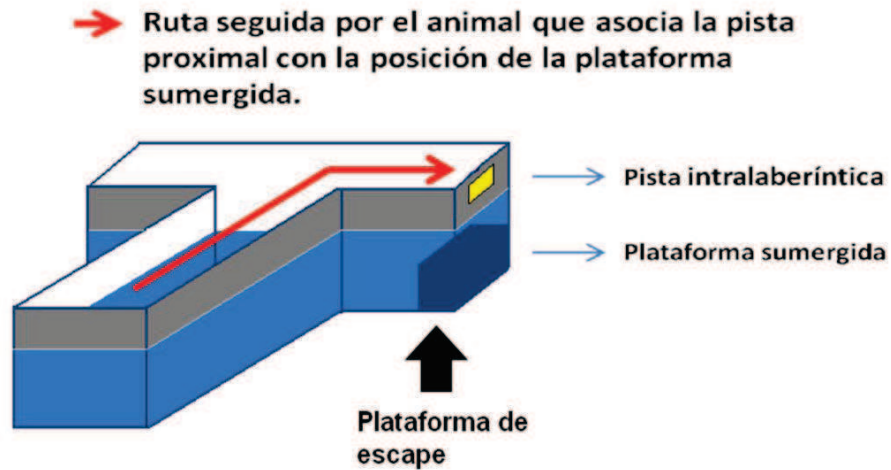 Ruta seguida por el animal que asocia la pista
proximal con la posición de la plataforma
sumergida.
Pista intralaberíntica
Plataforma sumergida
Plataforma de
escape